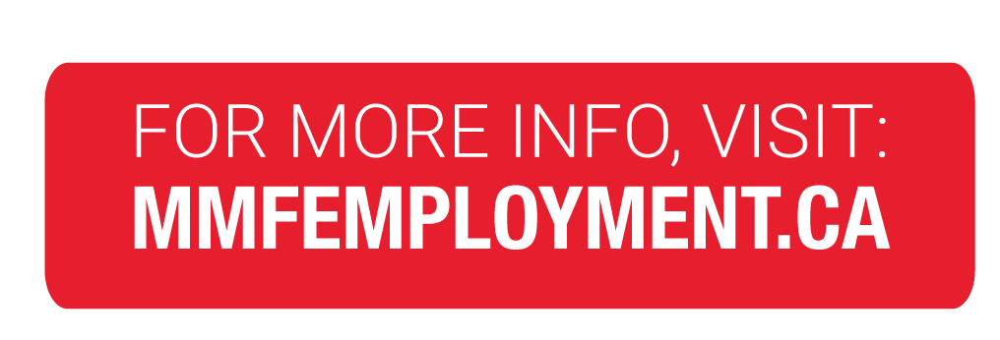 FOR MORE INFO, VISIT:
MMFEMPLOYMENT.CA